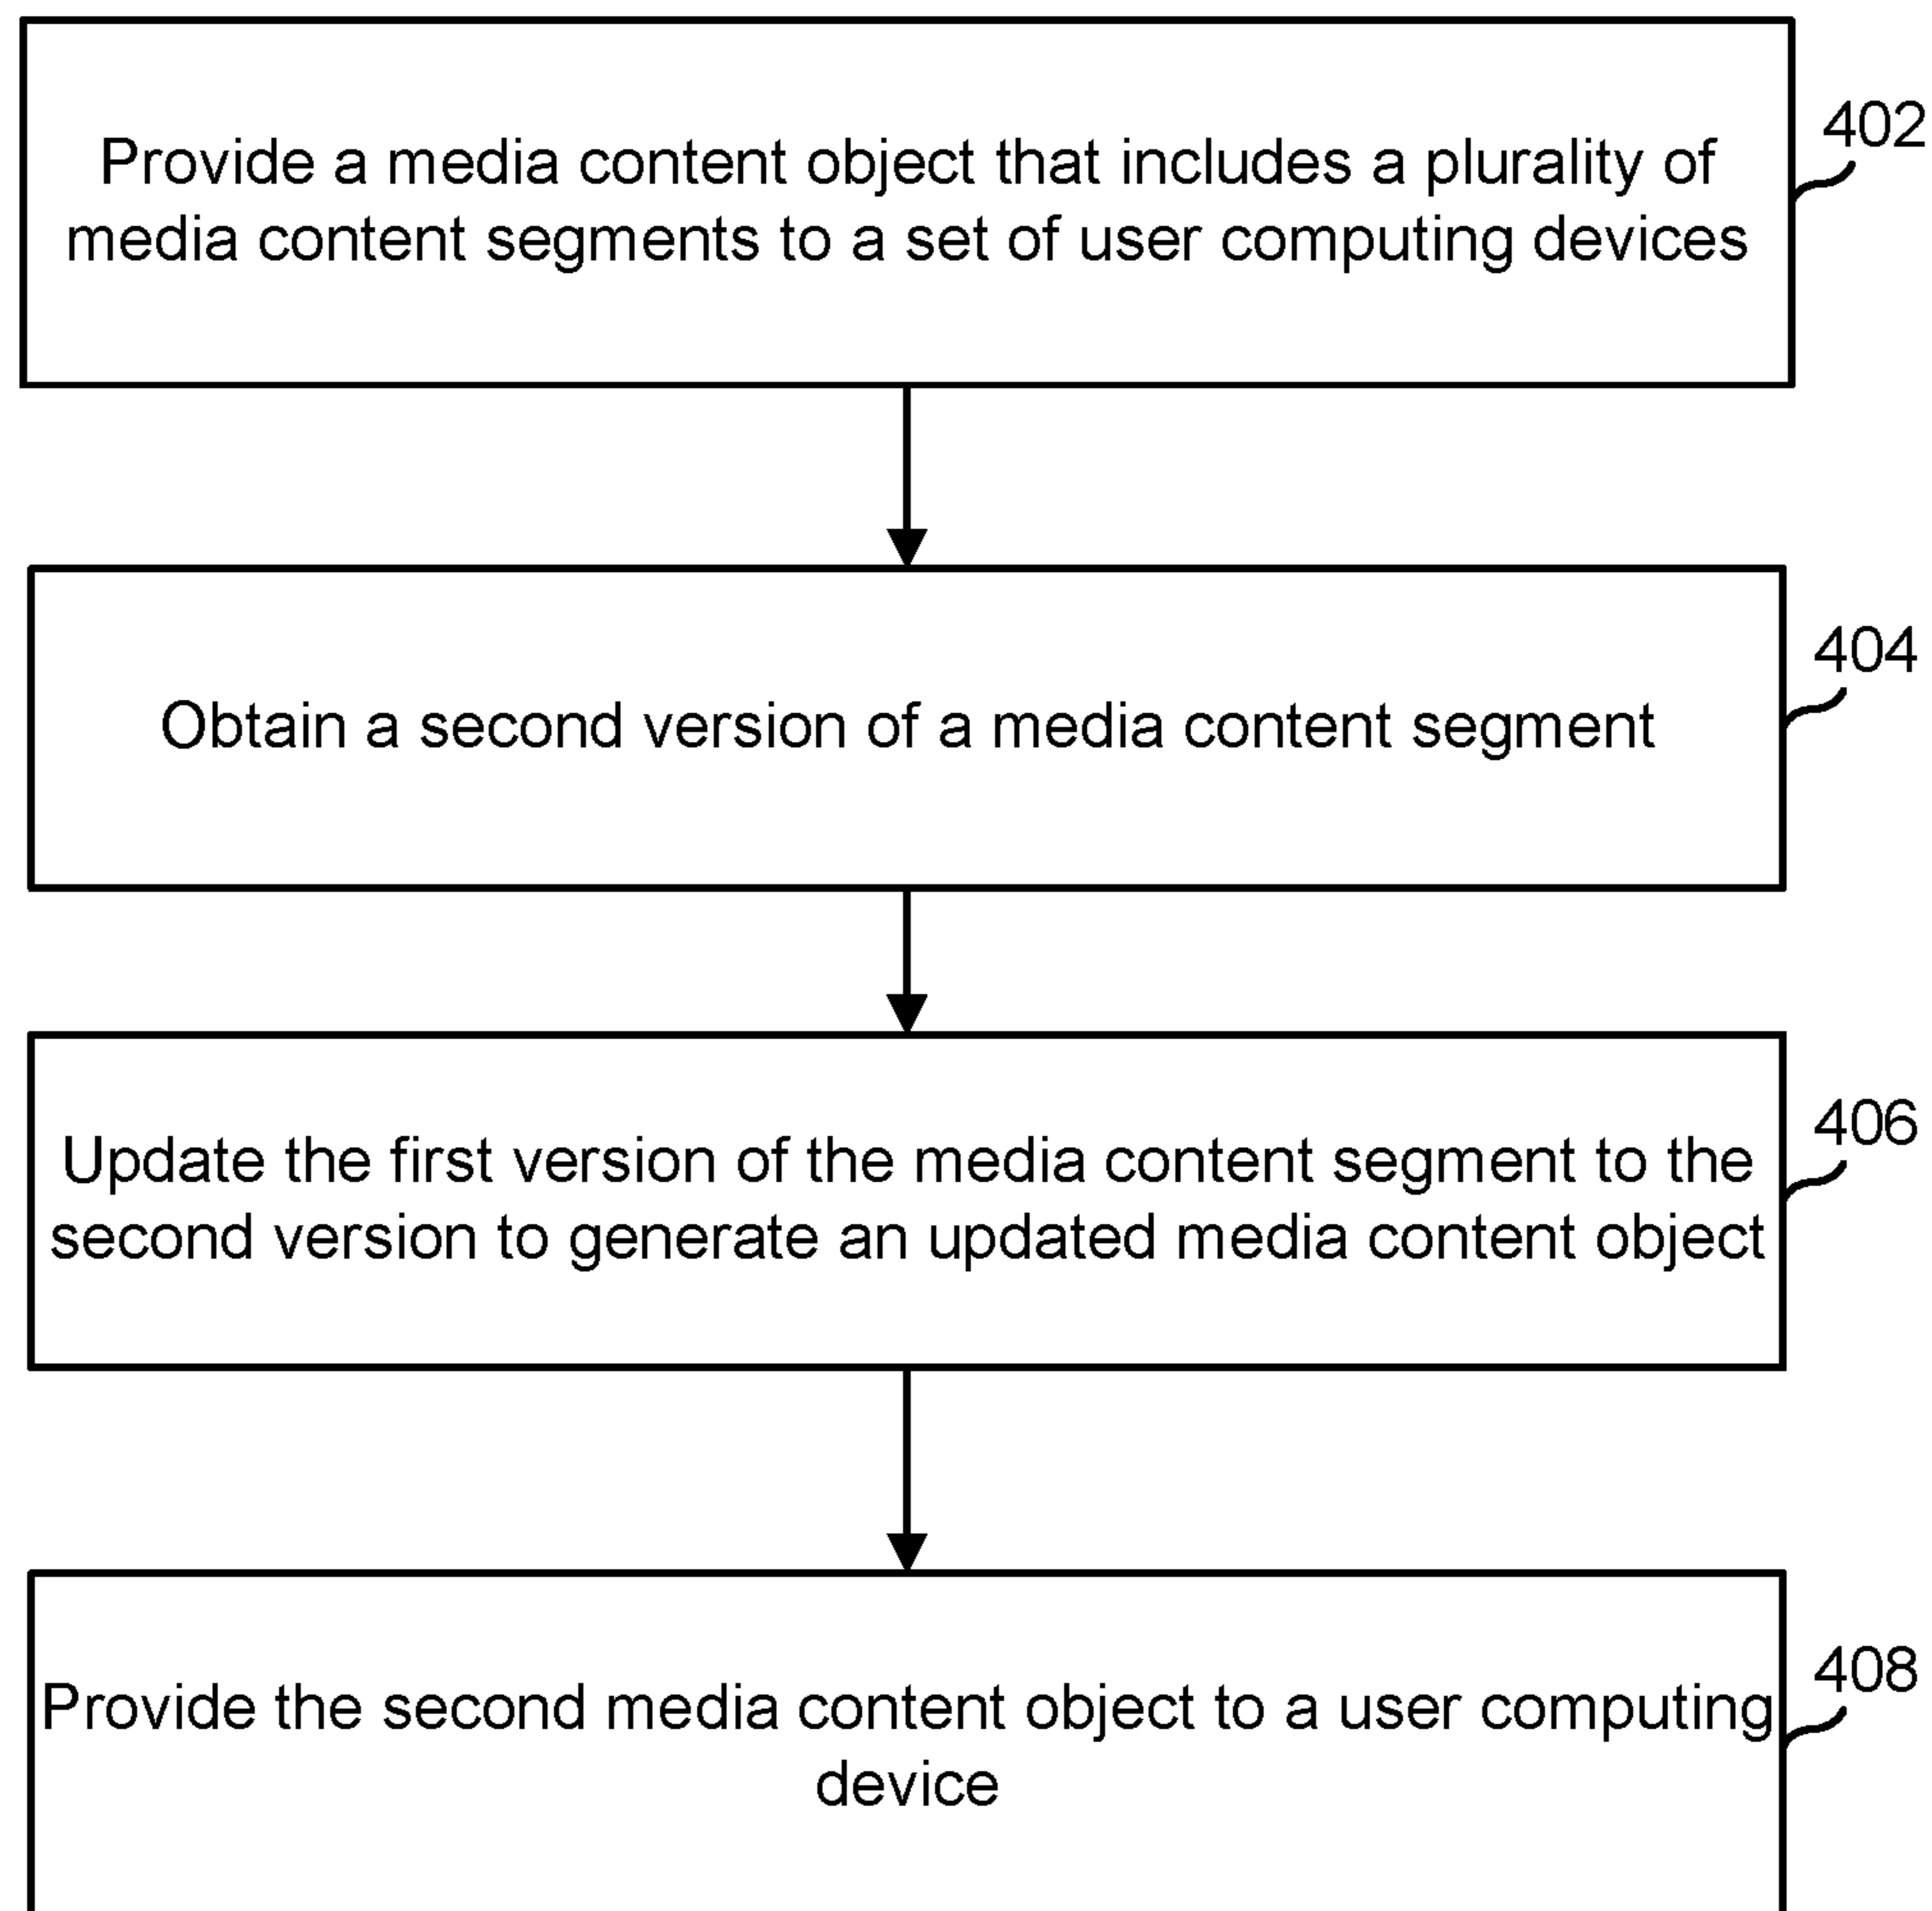 Provide a media content object that includes a plurality of
media content segments to a set of user computing devices
402
Obtain a second version of a media content segment
404
Update the first version of the media content segment to the
second version to generate an updated media content object
406
Provide the second media content object to a user computing
device
408